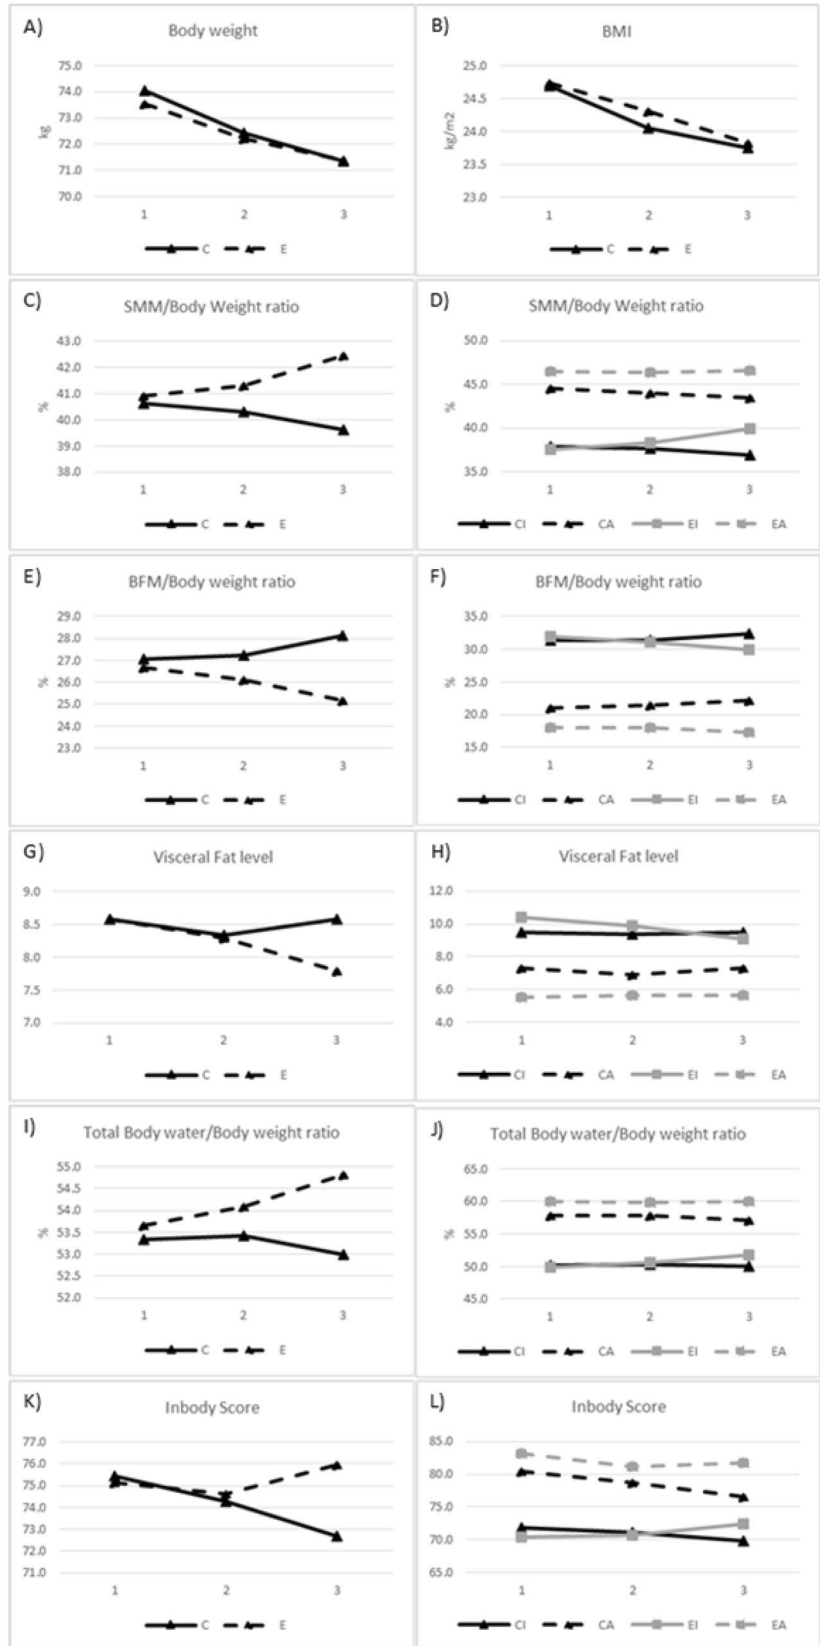 A)
Body weight
75.0
74.0
73.0
72.0
71.0
70.0
kg
1 2 3
C E
B)
BMI
25.0
24.5
24.0
23.5
23.0
kg/m2
1 2 3
C E
C)
SMM/Body Weight ratio
43.0
42.0
41.0
40.0
39.0
38.0
%
1 2 3
C E
D)
SMM/Body Weight ratio
50.0
45.0
40.0
35.0
%
1 2 3
CI CA EI EA
E)
BFM/Body weight ratio
29.0
28.0
27.0
26.0
25.0
24.0
23.0
%
1 2 3
C E
F)
BFM/Body weight ratio
35.0
30.0
25.0
20.0
15.0
%
1 2 3
CI CA EI EA
G)
Visceral Fat level
9.0
8.5
8.0
7.5
7.0
1 2 3
C E
H)
Visceral Fat level
12.0
10.0
8.0
6.0
4.0
1 2 3
CI CA EI EA
I)
Total Body water/Body weight ratio
55.0
54.5
54.0
53.5
53.0
52.5
52.0
%
1 2 3
C E
J)
Total Body water/Body weight ratio
65.0
60.0
55.0
50.0
45.0
%
1 2 3
CI CA EI EA
K)
Inbody Score
77.0
76.0
75.0
74.0
73.0
72.0
71.0
1 2 3
C E
L)
Inbody Score
85.0
80.0
75.0
70.0
65.0
1 2 3
CI CA EI EA